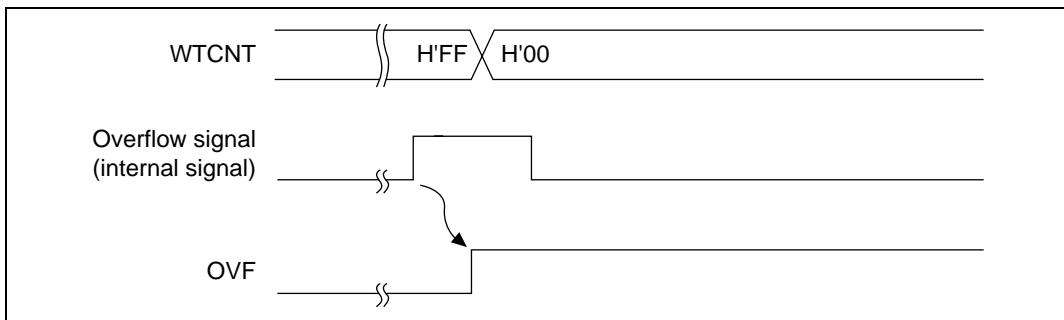 WTCNT
H'FF
H'00
Overflow signal
(internal signal)
OVF